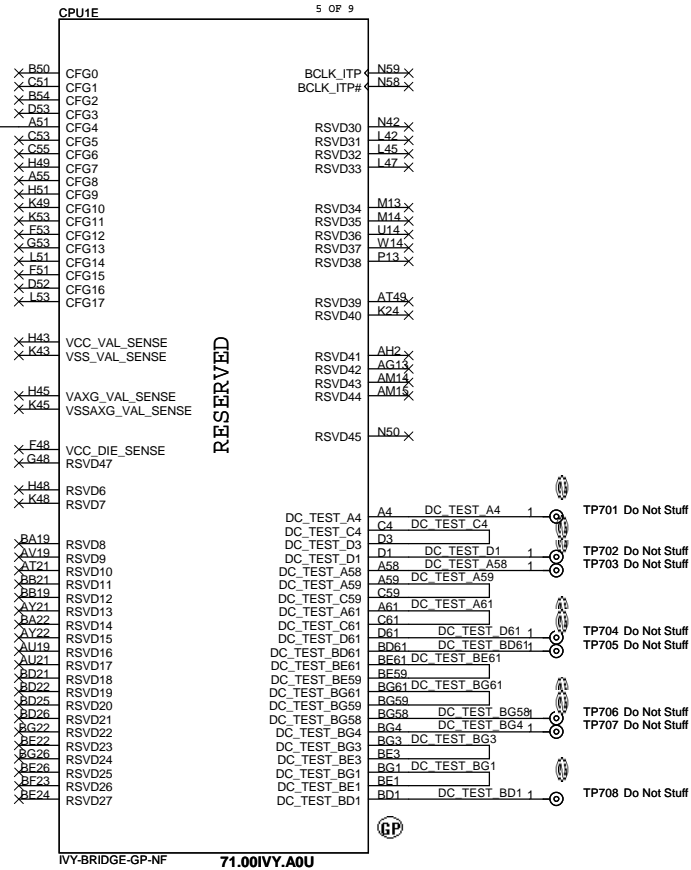 CPU1E
5 OF 9
B50 CFG0
C51 CFG1
B54 CFG2
D53 CFG3
A51 CFG4
C53 CFG5
C55 CFG6
H49 CFG7
A55 CFG8
H51 CFG9
K49 CFG10
K53 CFG11
F53 CFG12
G53 CFG13
L51 CFG14
F51 CFG15
D52 CFG16
L53 CFG17
H43 VCC_VAL_SENSE
K43 VSS_VAL_SENSE
H45 VAXG_VAL_SENSE
K45 VSSAXG_VAL_SENSE
F48 VCC_DIE_SENSE
G48 RSVD47
H48 RSVD6
K48 RSVD7
BA19 RSVD8
AV19 RSVD9
AT21 RSVD10
BB21 RSVD11
BB19 RSVD12
AY21 RSVD13
BA22 RSVD14
AY22 RSVD15
AU19 RSVD16
AU21 RSVD17
BD21 RSVD18
BD22 RSVD19
BD25 RSVD20
BD26 RSVD21
BG22 RSVD22
BE22 RSVD23
BG26 RSVD24
BE26 RSVD25
BF23 RSVD26
BE24 RSVD27
RESERVED
BCLK_ITP N59
BCLK_ITP# N58
RSVD30 N42
RSVD31 L42
RSVD32 L45
RSVD33 L47
RSVD34 M13
RSVD35 M14
RSVD36 U14
RSVD37 W14
RSVD38 P13
RSVD39 AT49
RSVD40 K24
RSVD41 AH2
RSVD42 AG13
RSVD43 AM14
RSVD44 AM15
RSVD45 N50
DC_TEST_A4 A4 DC_TEST_A4 1 TP701 Do Not Stuff
DC_TEST_C4 C4 DC_TEST_C4
DC_TEST_D3 D3
DC_TEST_D1 D1 DC_TEST_D1 1 TP702 Do Not Stuff
DC_TEST_A58 A58 DC_TEST_A58 1 TP703 Do Not Stuff
DC_TEST_A59 A59 DC_TEST_A59
DC_TEST_C59 C59
DC_TEST_A61 A61 DC_TEST_A61
DC_TEST_C61 C61
DC_TEST_D61 D61 DC_TEST_D61 1 TP704 Do Not Stuff
DC_TEST_BD61 BD61 DC_TEST_BD61 1 TP705 Do Not Stuff
DC_TEST_BE61 BE61 DC_TEST_BE61
DC_TEST_BE59 BE59
DC_TEST_BG61 BG61 DC_TEST_BG61
DC_TEST_BG59 BG59
DC_TEST_BG58 BG58 DC_TEST_BG58 1 TP706 Do Not Stuff
DC_TEST_BG4 BG4 DC_TEST_BG4 1 TP707 Do Not Stuff
DC_TEST_BG3 BG3 DC_TEST_BG3
DC_TEST_BE3 BE3
DC_TEST_BG1 BG1 DC_TEST_BG1
DC_TEST_BE1 BE1
DC_TEST_BD1 BD1 DC_TEST_BD1 1 TP708 Do Not Stuff
GP
IVY-BRIDGE-GP-NF
71.00IVY.A0U